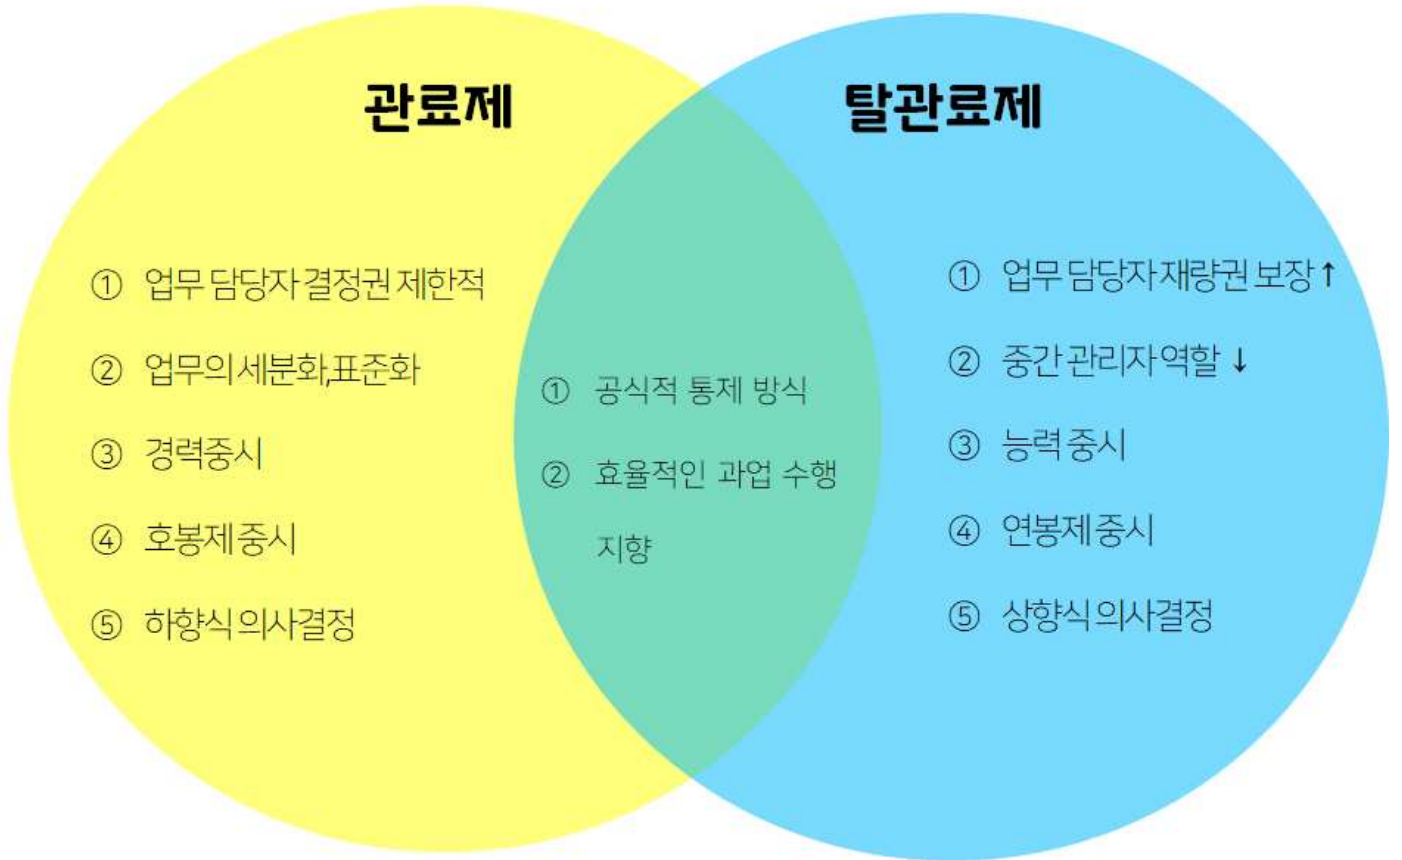 관료제
① 업무 담당자 결정권 제한적
② 업무의 세분화,표준화
③ 경력중시
④ 호봉제 중시
⑤ 하향식 의사결정
① 공식적 통제 방식
② 효율적인 과업 수행
지향
탈관료제
① 업무 담당자 재량권 보장 ↑
② 중간 관리자 역할 ↓
③ 능력 중시
④ 연봉제 중시
⑤ 상향식 의사결정